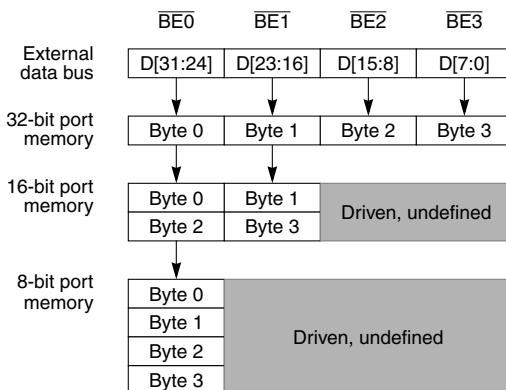 BE0 BE1 BE2 BE3
External data bus D[31:24] D[23:16] D[15:8] D[7:0]
32-bit port memory Byte 0 Byte 1 Byte 2 Byte 3
16-bit port memory Byte 0 Byte 1 Driven, undefined
Byte 2 Byte 3
8-bit port memory Byte 0 Driven, undefined
Byte 1
Byte 2
Byte 3